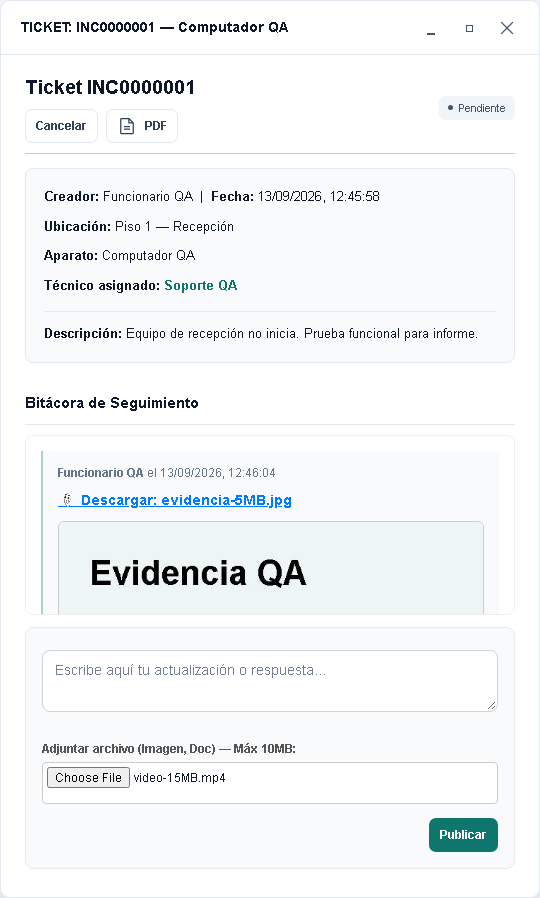 TICKET: INC0000001 — Computador QA
Ticket INC0000001
Cancelar
PDF
Pendiente
Creador: Funcionario QA | Fecha: 13/09/2026, 12:45:58
Ubicación: Piso 1 — Recepción
Aparato: Computador QA
Técnico asignado: Soporte QA
Descripción: Equipo de recepción no inicia. Prueba funcional para informe.
Bitácora de Seguimiento
Funcionario QA el 13/09/2026, 12:46:04
Descargar: evidencia-5MB.jpg
Evidencia QA
Escribe aquí tu actualización o respuesta...
Adjuntar archivo (Imagen, Doc) — Máx 10MB:
Choose File video-15MB.mp4
Publicar